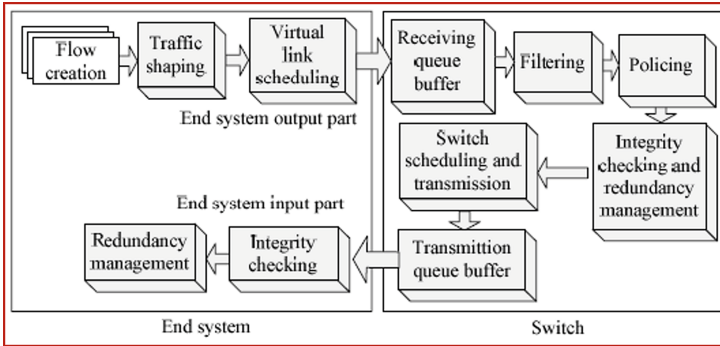 Flow
creation
Traffic
shaping
Virtual
link
scheduling
End system output part
Receiving
queue
buffer
Filtering
Policing
Integrity
checking and
redundancy
management
Switch
scheduling and
transmission
Transmittion
queue buffer
End system input part
Integrity
checking
Redundancy
management
End system
Switch